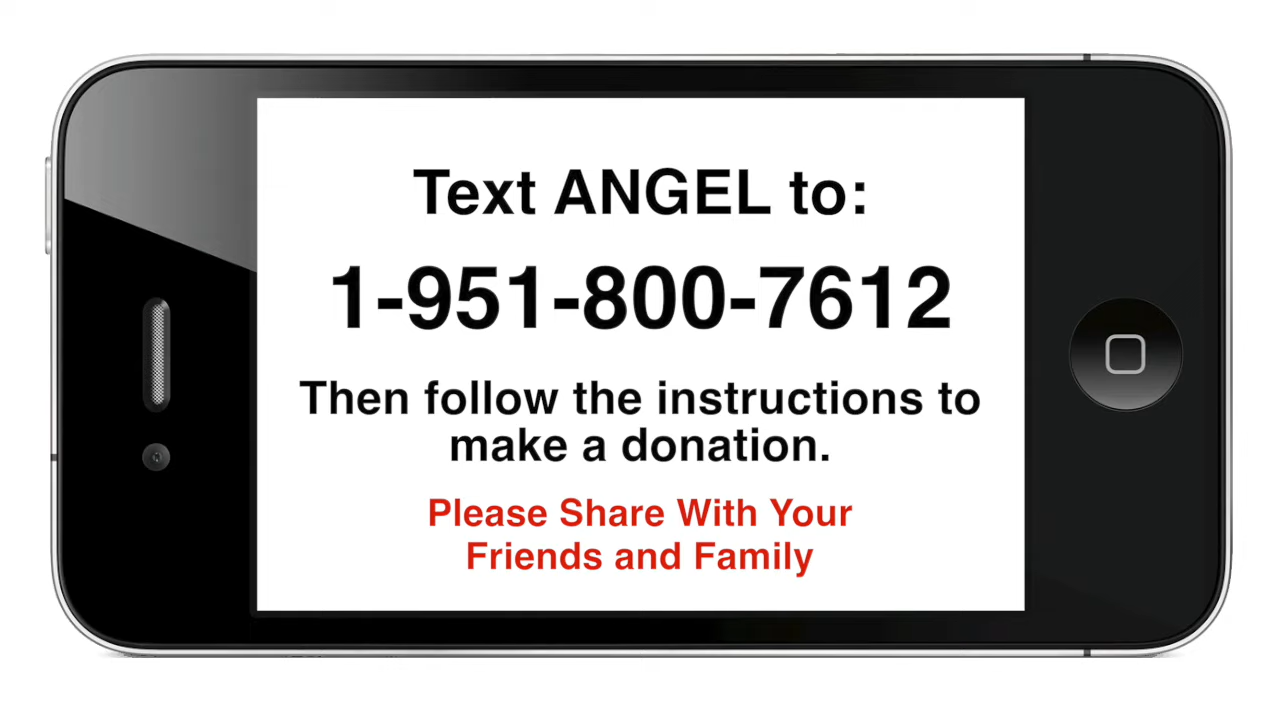 Text ANGEL to:
1-951-800-7612
Then follow the instructions to
make a donation.
Please Share With Your
Friends and Family